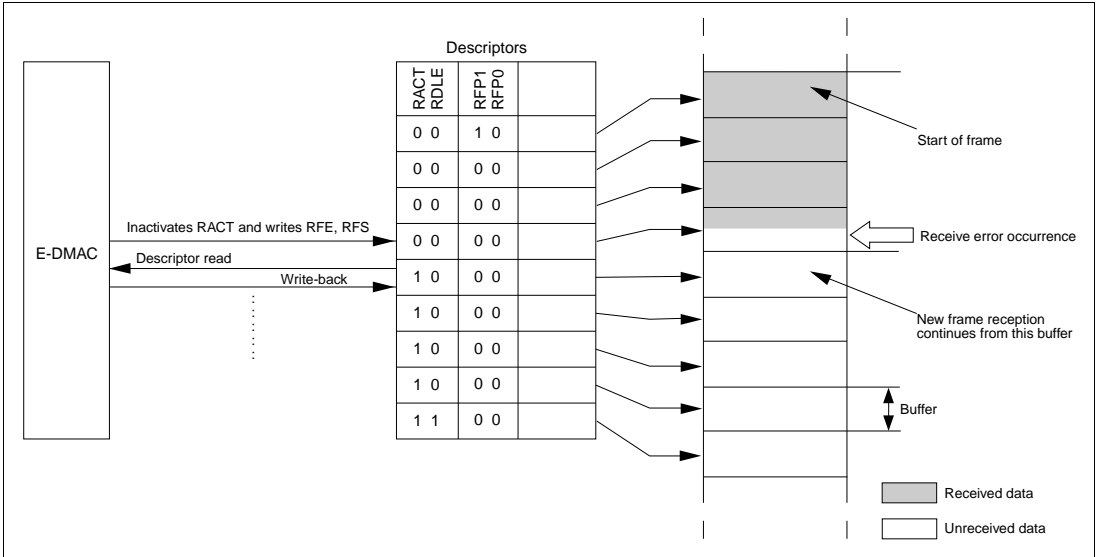 Descriptors
RACT
RDLE
RFP1
RFP0
0 0 1 0
0 0 0 0
0 0 0 0
0 0 0 0
1 0 0 0
1 0 0 0
1 0 0 0
1 0 0 0
1 1 0 0
E-DMAC
Inactivates RACT and writes RFE, RFS
Descriptor read
Write-back
Start of frame
Receive error occurrence
New frame reception
continues from this buffer
Buffer
Received data
Unreceived data